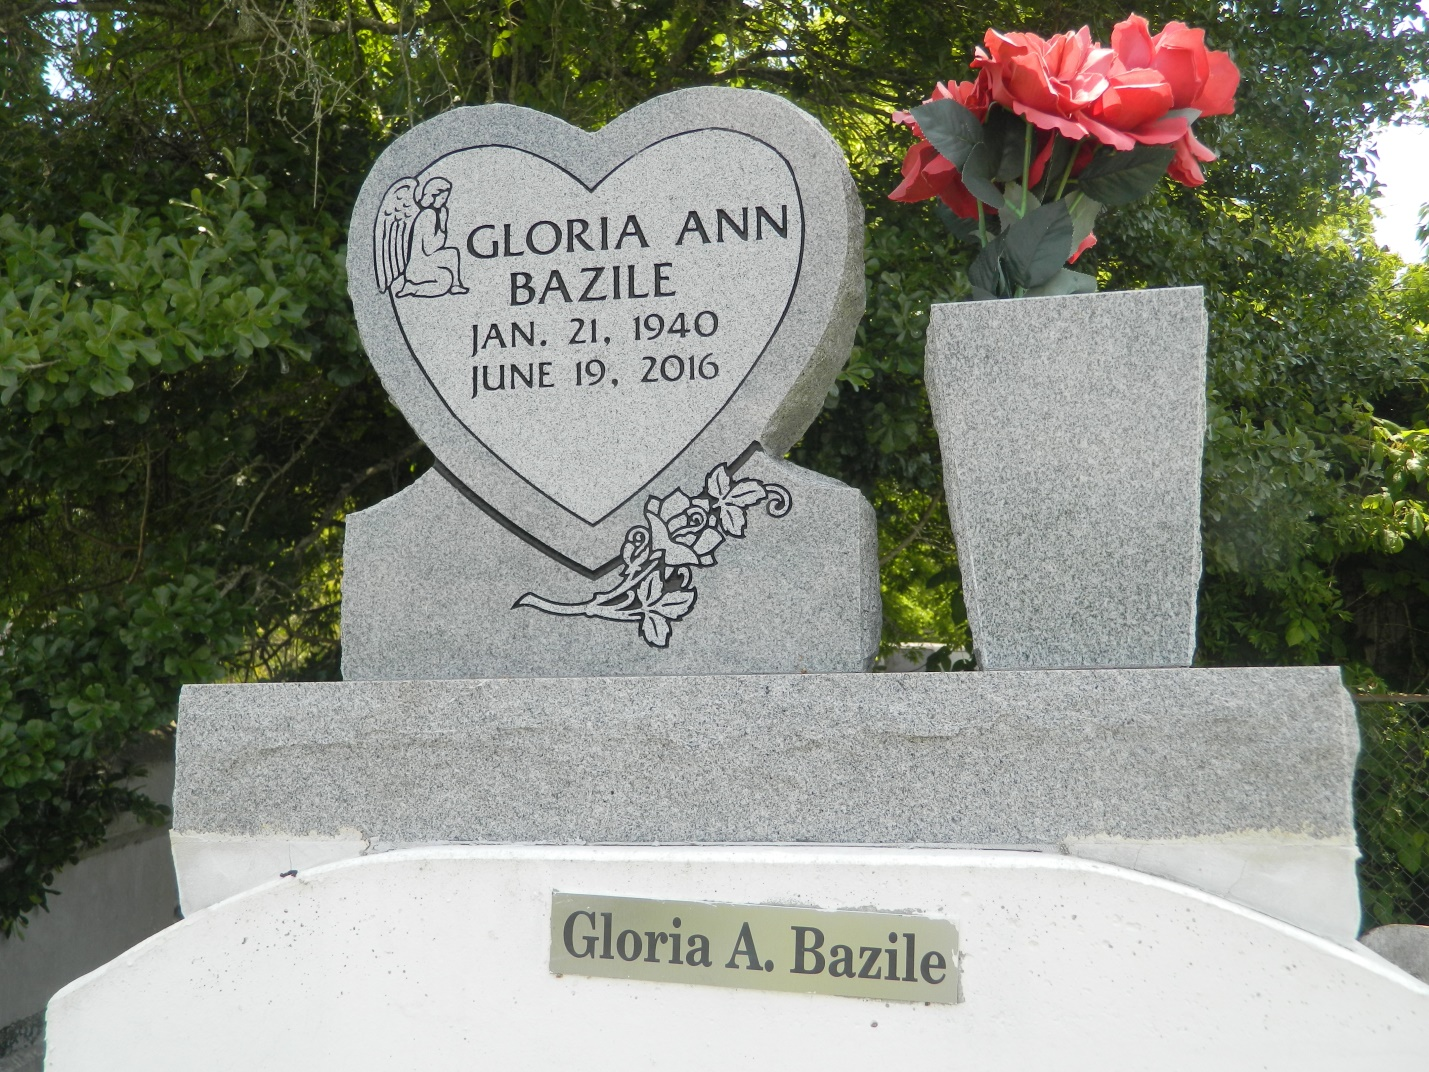 GLORIA ANN
BAZILE
JAN. 21, 1940
JUNE 19, 2016
Gloria A. Bazile